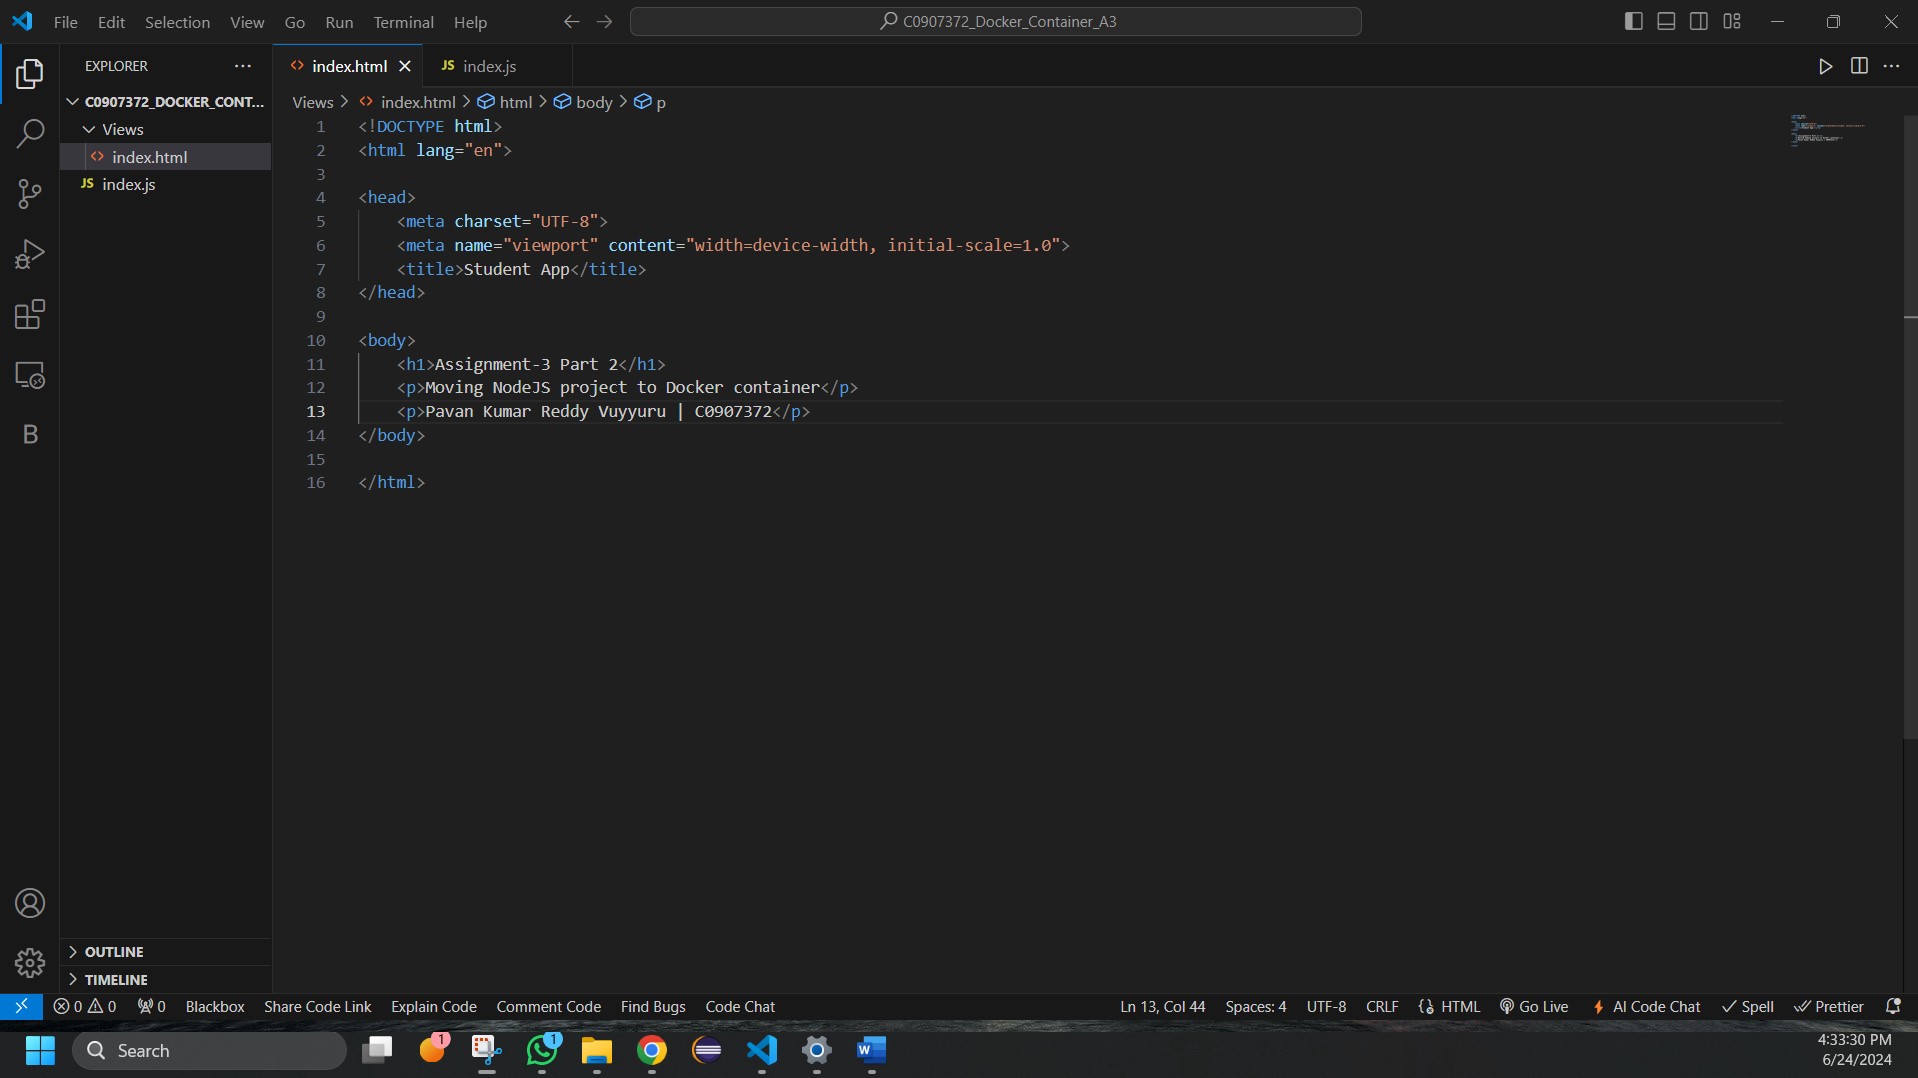 File Edit Selection View Go Run Terminal Help
C0907372_Docker_Container_A3
EXPLORER
C0907372_DOCKER_CONT...
Views
index.html
JS index.js
index.html
JS index.js
Views > index.html > html > body > p
1 <!DOCTYPE html>
2 <html lang="en">
3
4 <head>
5 <meta charset="UTF-8">
6 <meta name="viewport" content="width=device-width, initial-scale=1.0">
7 <title>Student App</title>
8 </head>
9
10 <body>
11 <h1>Assignment-3 Part 2</h1>
12 <p>Moving NodeJS project to Docker container</p>
13 <p>Pavan Kumar Reddy Vuyyuru | C0907372</p>
14 </body>
15
16 </html>
B
OUTLINE
TIMELINE
0 0 0 Blackbox Share Code Link Explain Code Comment Code Find Bugs Code Chat
Ln 13, Col 44 Spaces: 4 UTF-8 CRLF HTML Go Live AI Code Chat Spell Prettier
Search
1
1
W
4:33:30 PM
6/24/2024